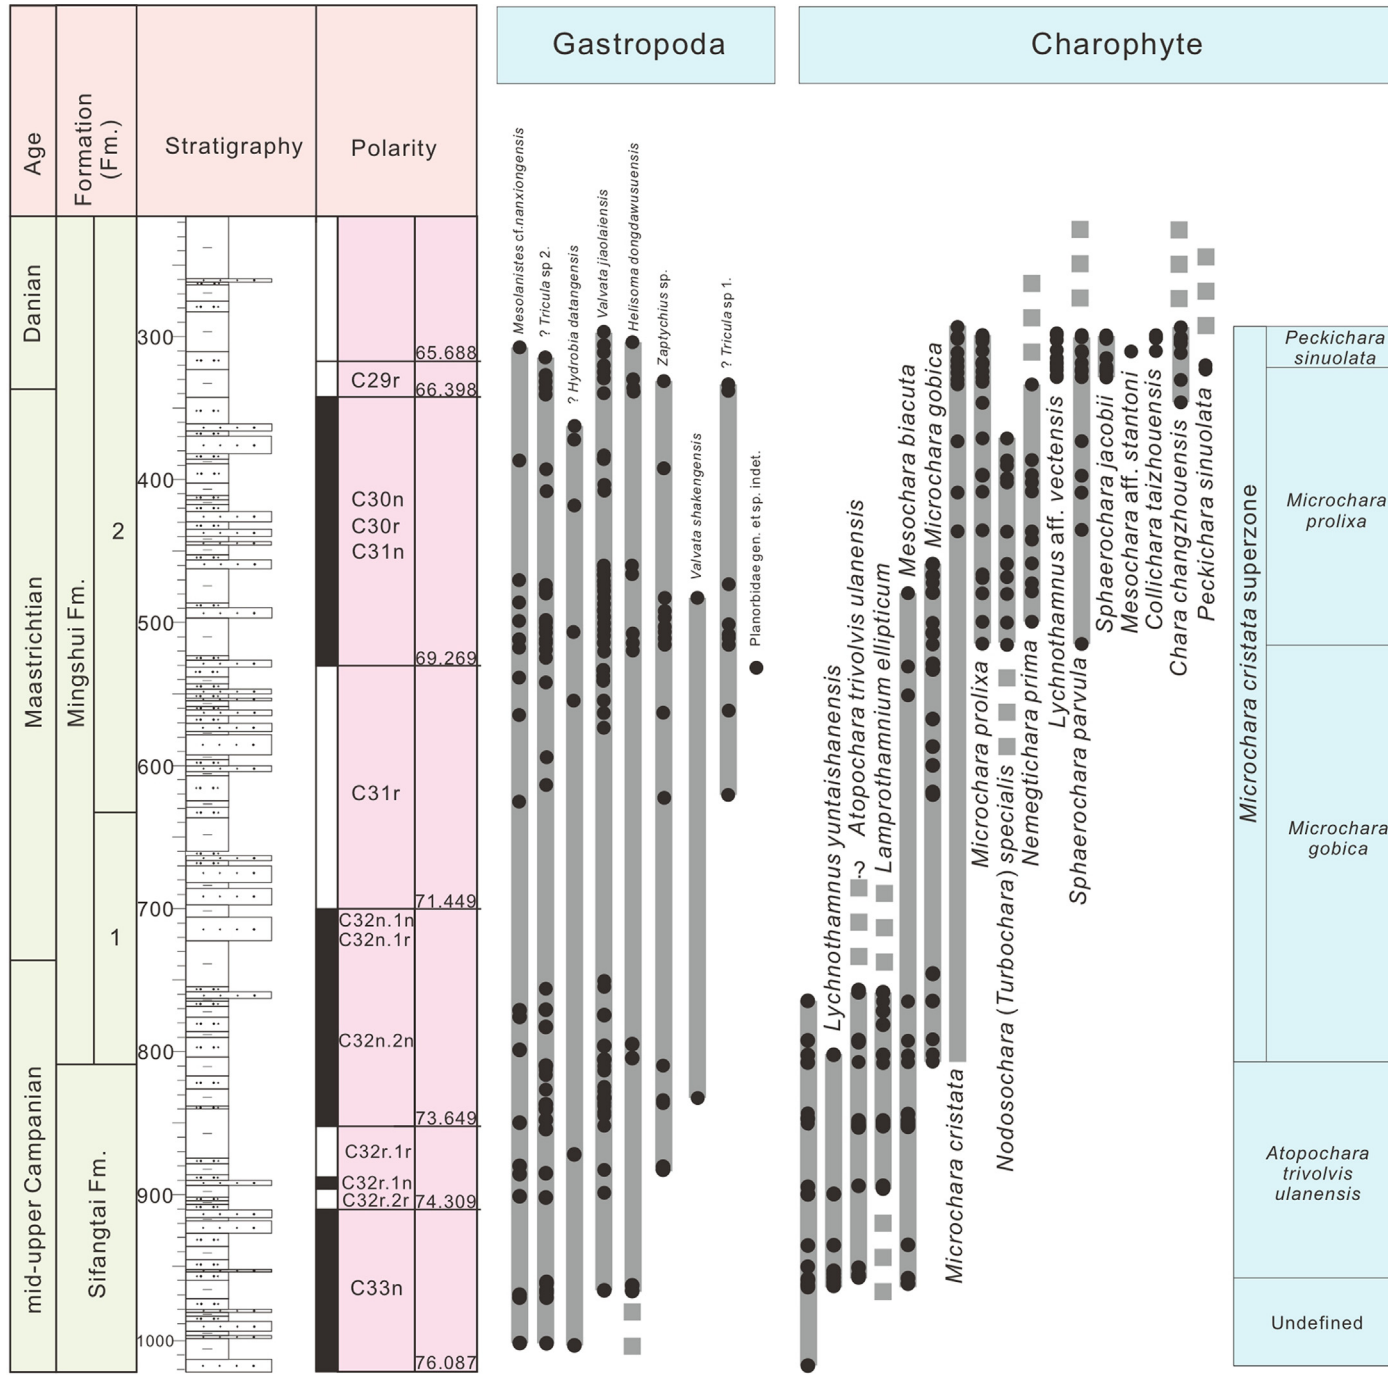 Gastropoda
Charophyte
Age
Formation
(Fm.)
Stratigraphy
Polarity
Danian
Maastrichtian
mid-upper Campanian
Mingshui Fm.
Sifangtai Fm.
2
1
300
400
500
600
700
800
900
1000
65.688
C29r
66.398
C30n
C30r
C31n
69.269
C31r
71.449
C32n.1n
C32n.1r
C32n.2n
73.649
C32r.1r
C32r.1n
C32r.2r
74.309
C33n
76.087
Mesolanistes cf.nanxiongensis
? Tricula sp 2.
? Hydrobia datangensis
Valvata jiaolaiensis
Helisoma dongdawusuensis
Zaptychius sp.
Valvata shakengensis
? Tricula sp 1.
Planorbidae gen. et sp. indet.
Lychnothamnus yuntaishanensis
Atopochara trivolvis ulanensis
?
Lamprothamnium ellipticum
Mesochara biacuta
Microchara gobica
Microchara cristata
Microchara prolixa
Nodosochara (Turbochara) specialis
Nemegtichara prima
Lychnothamnus aff. vectensis
Sphaerochara parvula
Sphaerochara jacobii
Mesochara aff. stantoni
Collichara taizhouensis
Chara changzhouensis
Peckichara sinuolata
Microchara cristata superzone
Peckichara
sinuolata
Microchara
prolixa
Microchara
gobica
Atopochara
trivolvis
ulanensis
Undefined